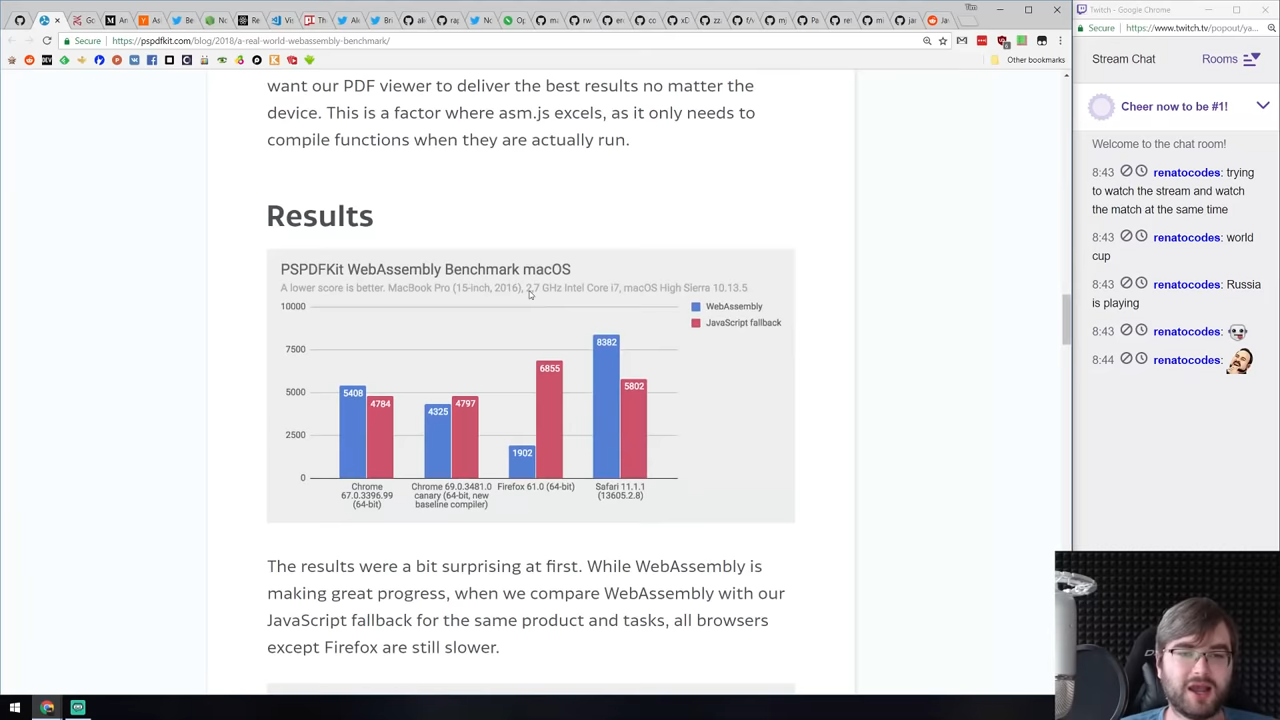 Secure
https://pspdfkit.com/blog/2018/a-real-world-webassembly-benchmark/
Other bookmarks
want our PDF viewer to deliver the best results no matter the
device. This is a factor where asm.js excels, as it only needs to
compile functions when they are actually run.
Results
PSPDFKit WebAssembly Benchmark macOS
A lower score is better. MacBook Pro (15-inch, 2016), 2.7 GHz Intel Core i7, macOS High Sierra 10.13.5
10000
7500
5000
2500
0
WebAssembly
JavaScript fallback
5408
4784
4325
4797
1902
6855
8382
5802
Chrome
67.0.3396.99
(64-bit)
Chrome 69.0.3481.0
canary (64-bit, new
baseline compiler)
Firefox 61.0 (64-bit)
Safari 11.1.1
(13605.2.8)
The results were a bit surprising at first. While WebAssembly is
making great progress, when we compare WebAssembly with our
JavaScript fallback for the same product and tasks, all browsers
except Firefox are still slower.
Tim
Twitch - Google Chrome
Secure
https://www.twitch.tv/popout/ya...
Stream Chat
Rooms
Cheer now to be #1!
Welcome to the chat room!
8:43 renatocodes: trying
to watch the stream and watch
the match at the same time
8:43 renatocodes: world
cup
8:43 renatocodes: Russia
is playing
8:43 renatocodes:
8:44 renatocodes: